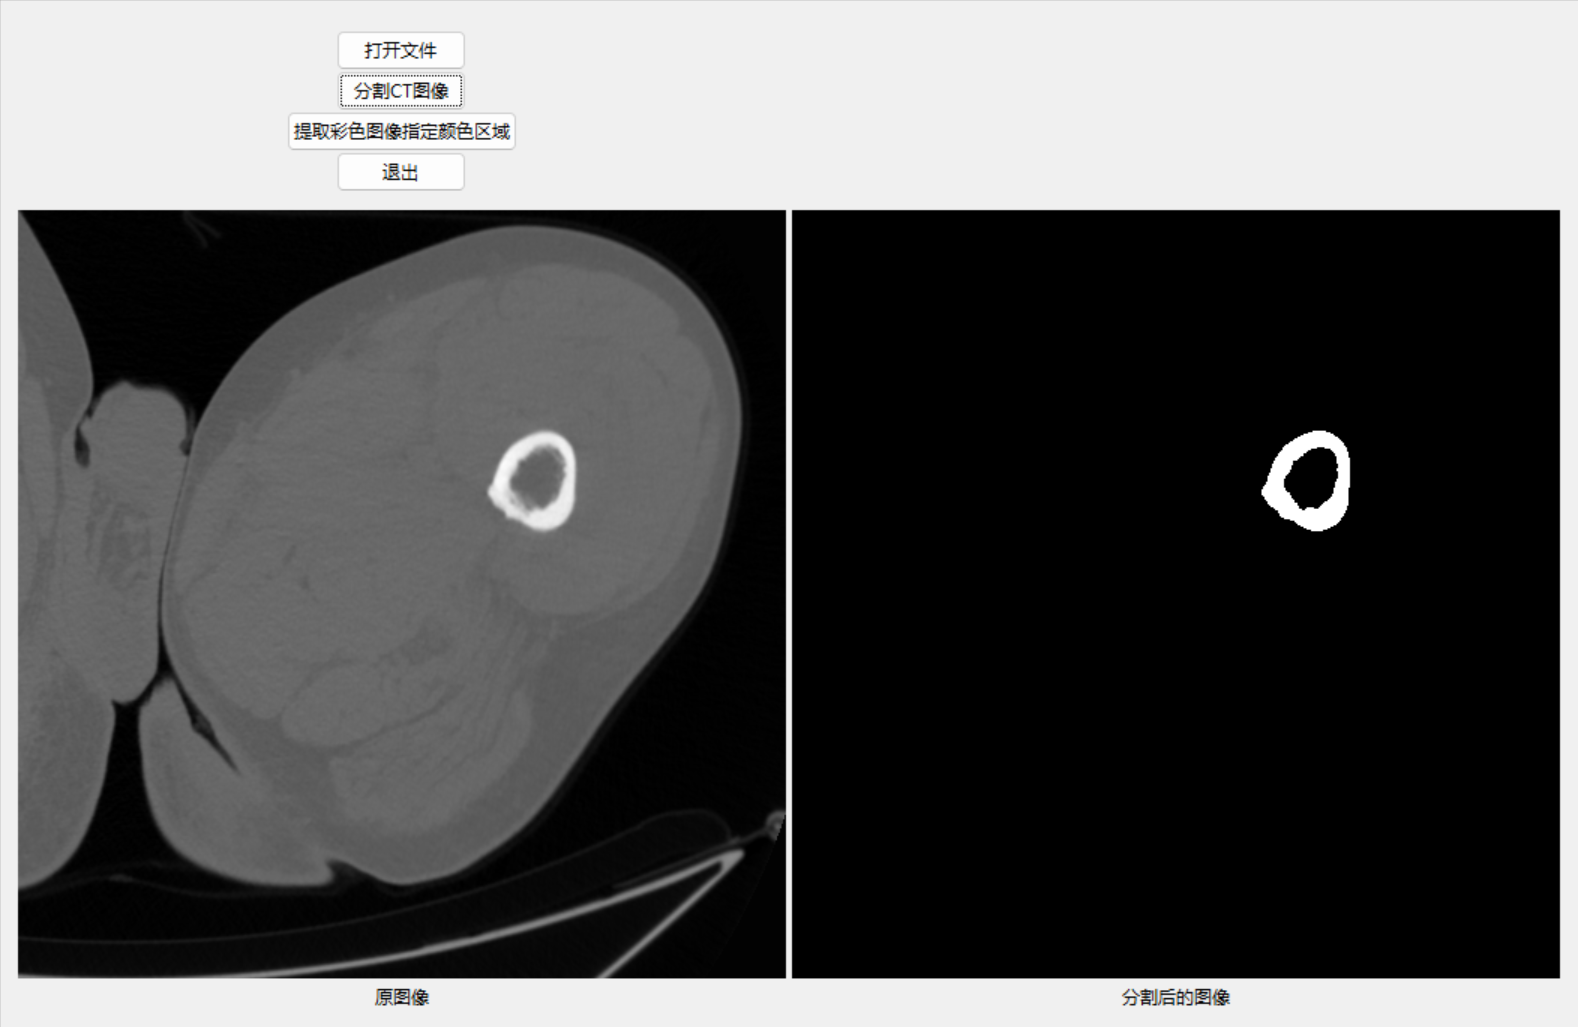 打开文件
分割CT图像
提取彩色图像指定颜色区域
退出
原图像
分割后的图像